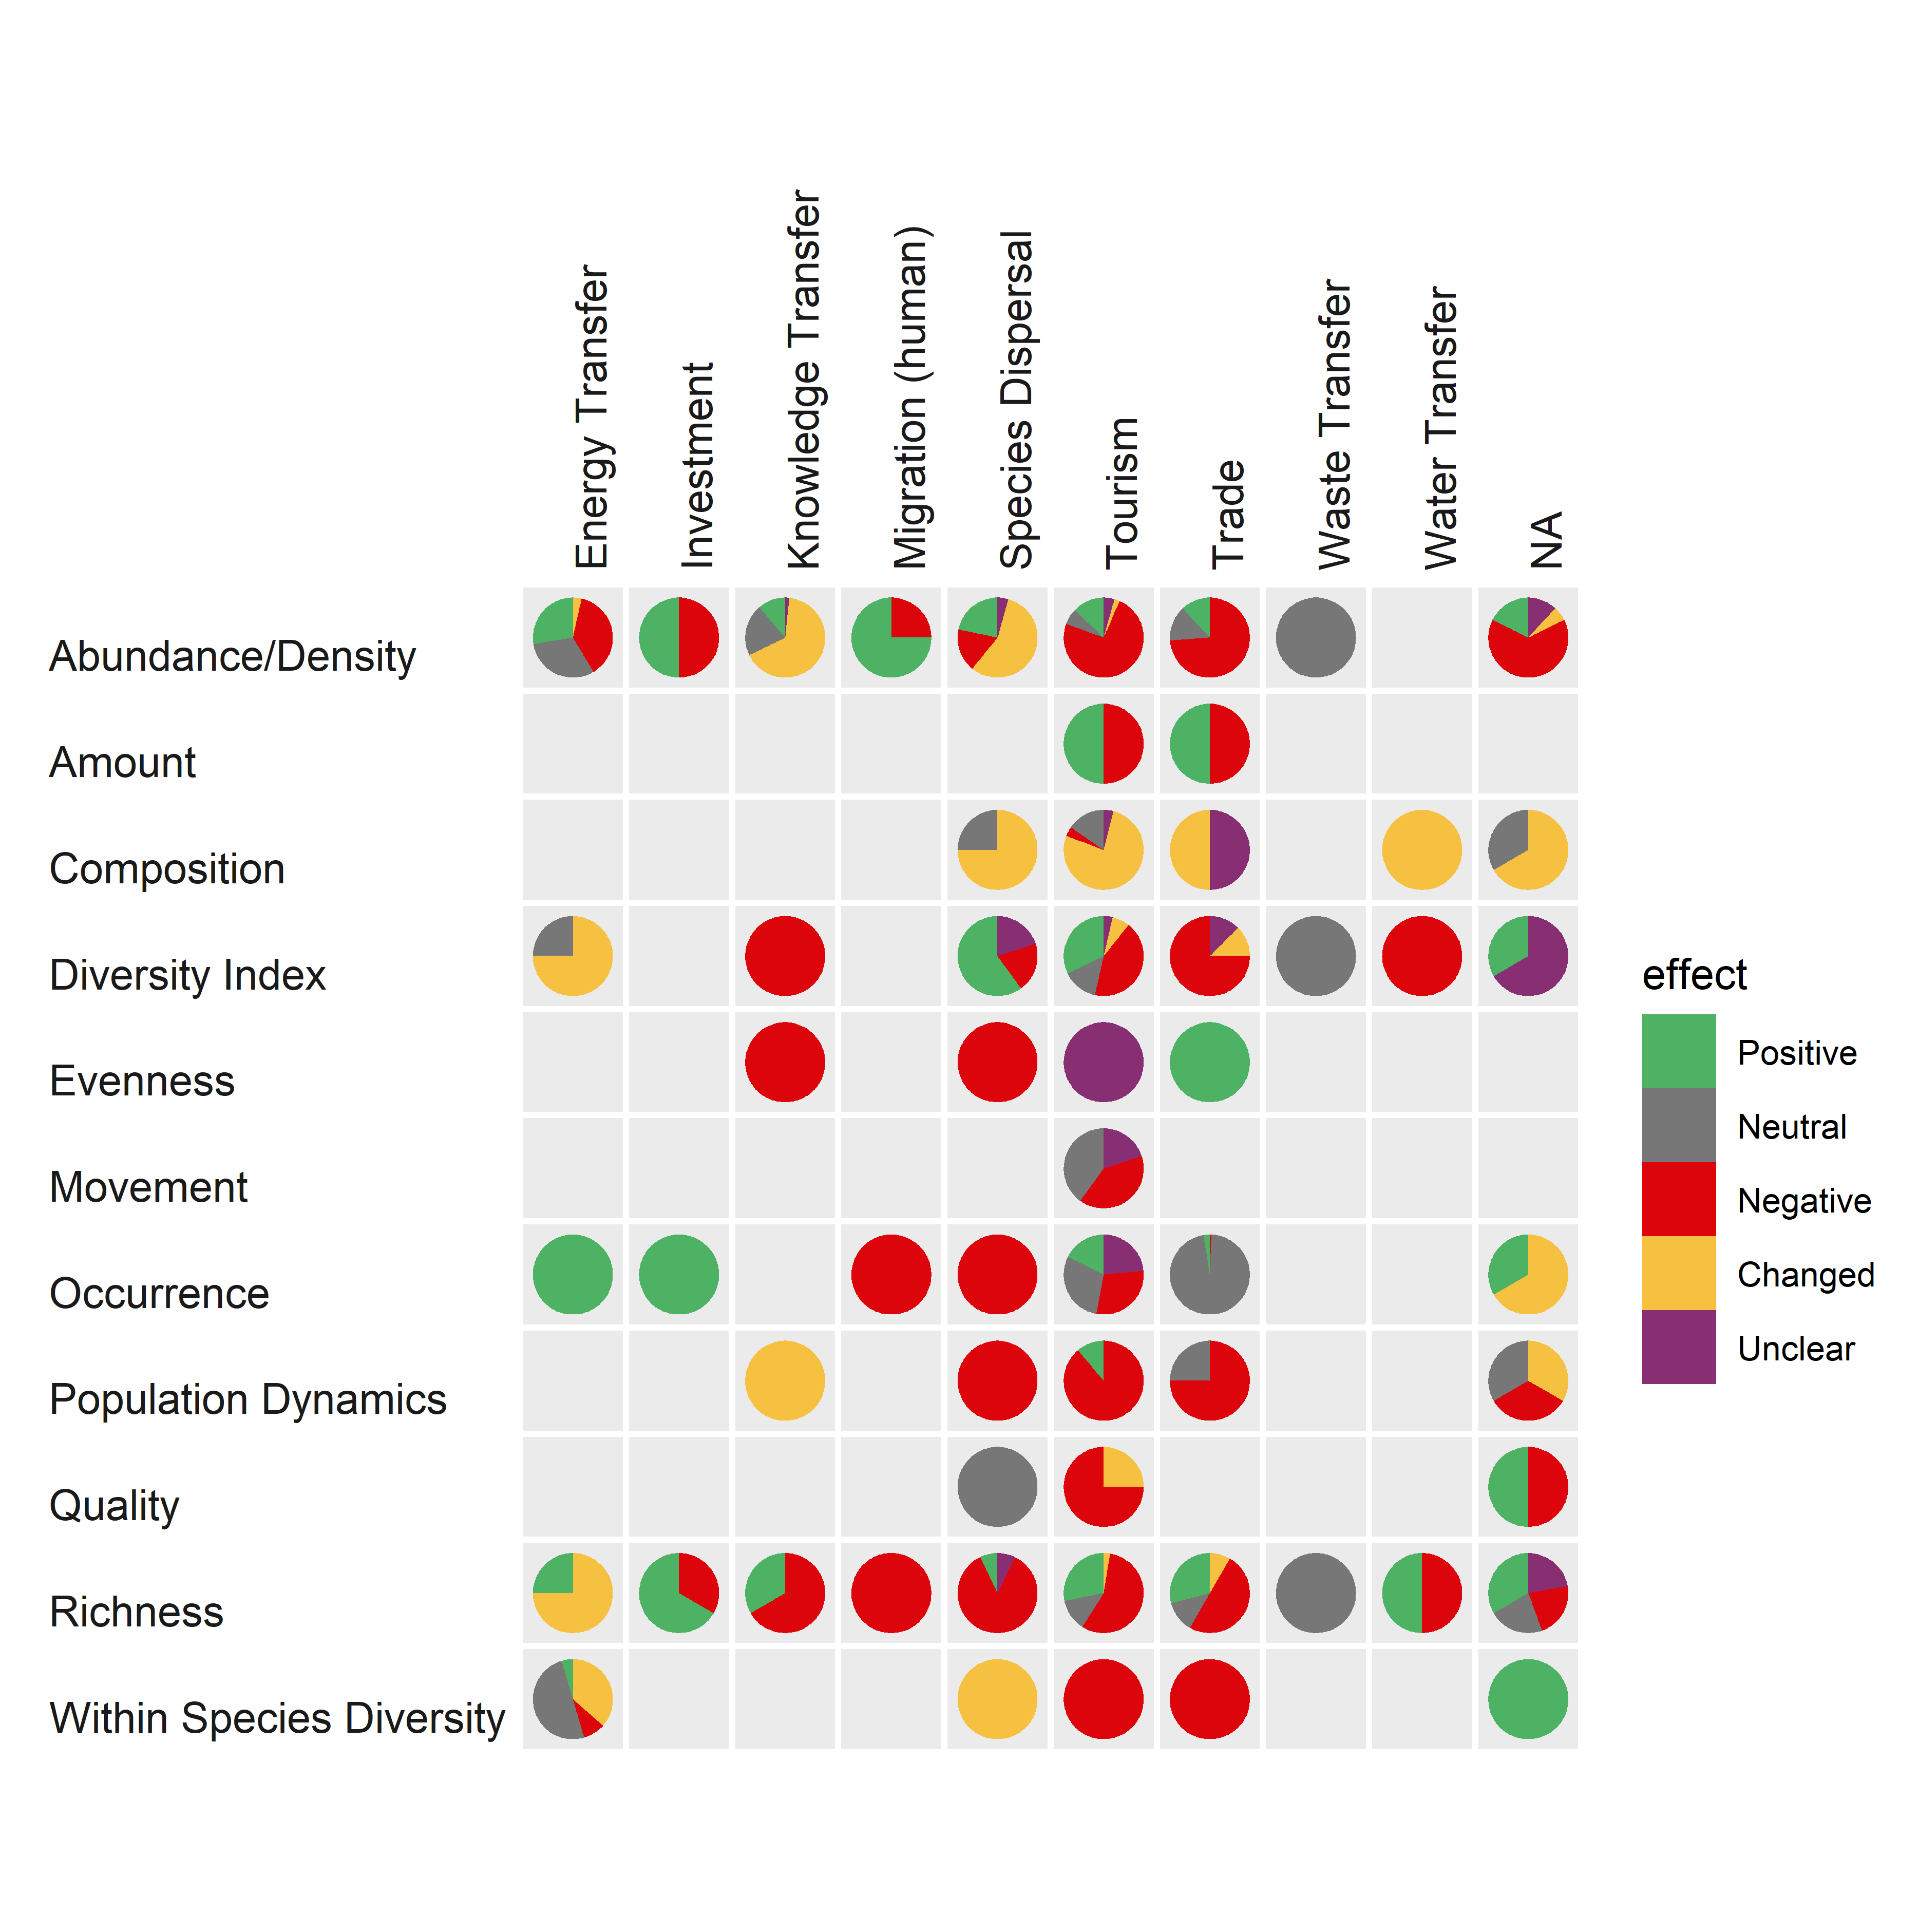 Energy Transfer
Investment
Knowledge Transfer
Migration (human)
Species Dispersal
Tourism
Trade
Waste Transfer
Water Transfer
NA
Abundance/Density
Amount
Composition
Diversity Index
Evenness
Movement
Occurrence
Population Dynamics
Quality
Richness
Within Species Diversity
effect
Positive
Neutral
Negative
Changed
Unclear